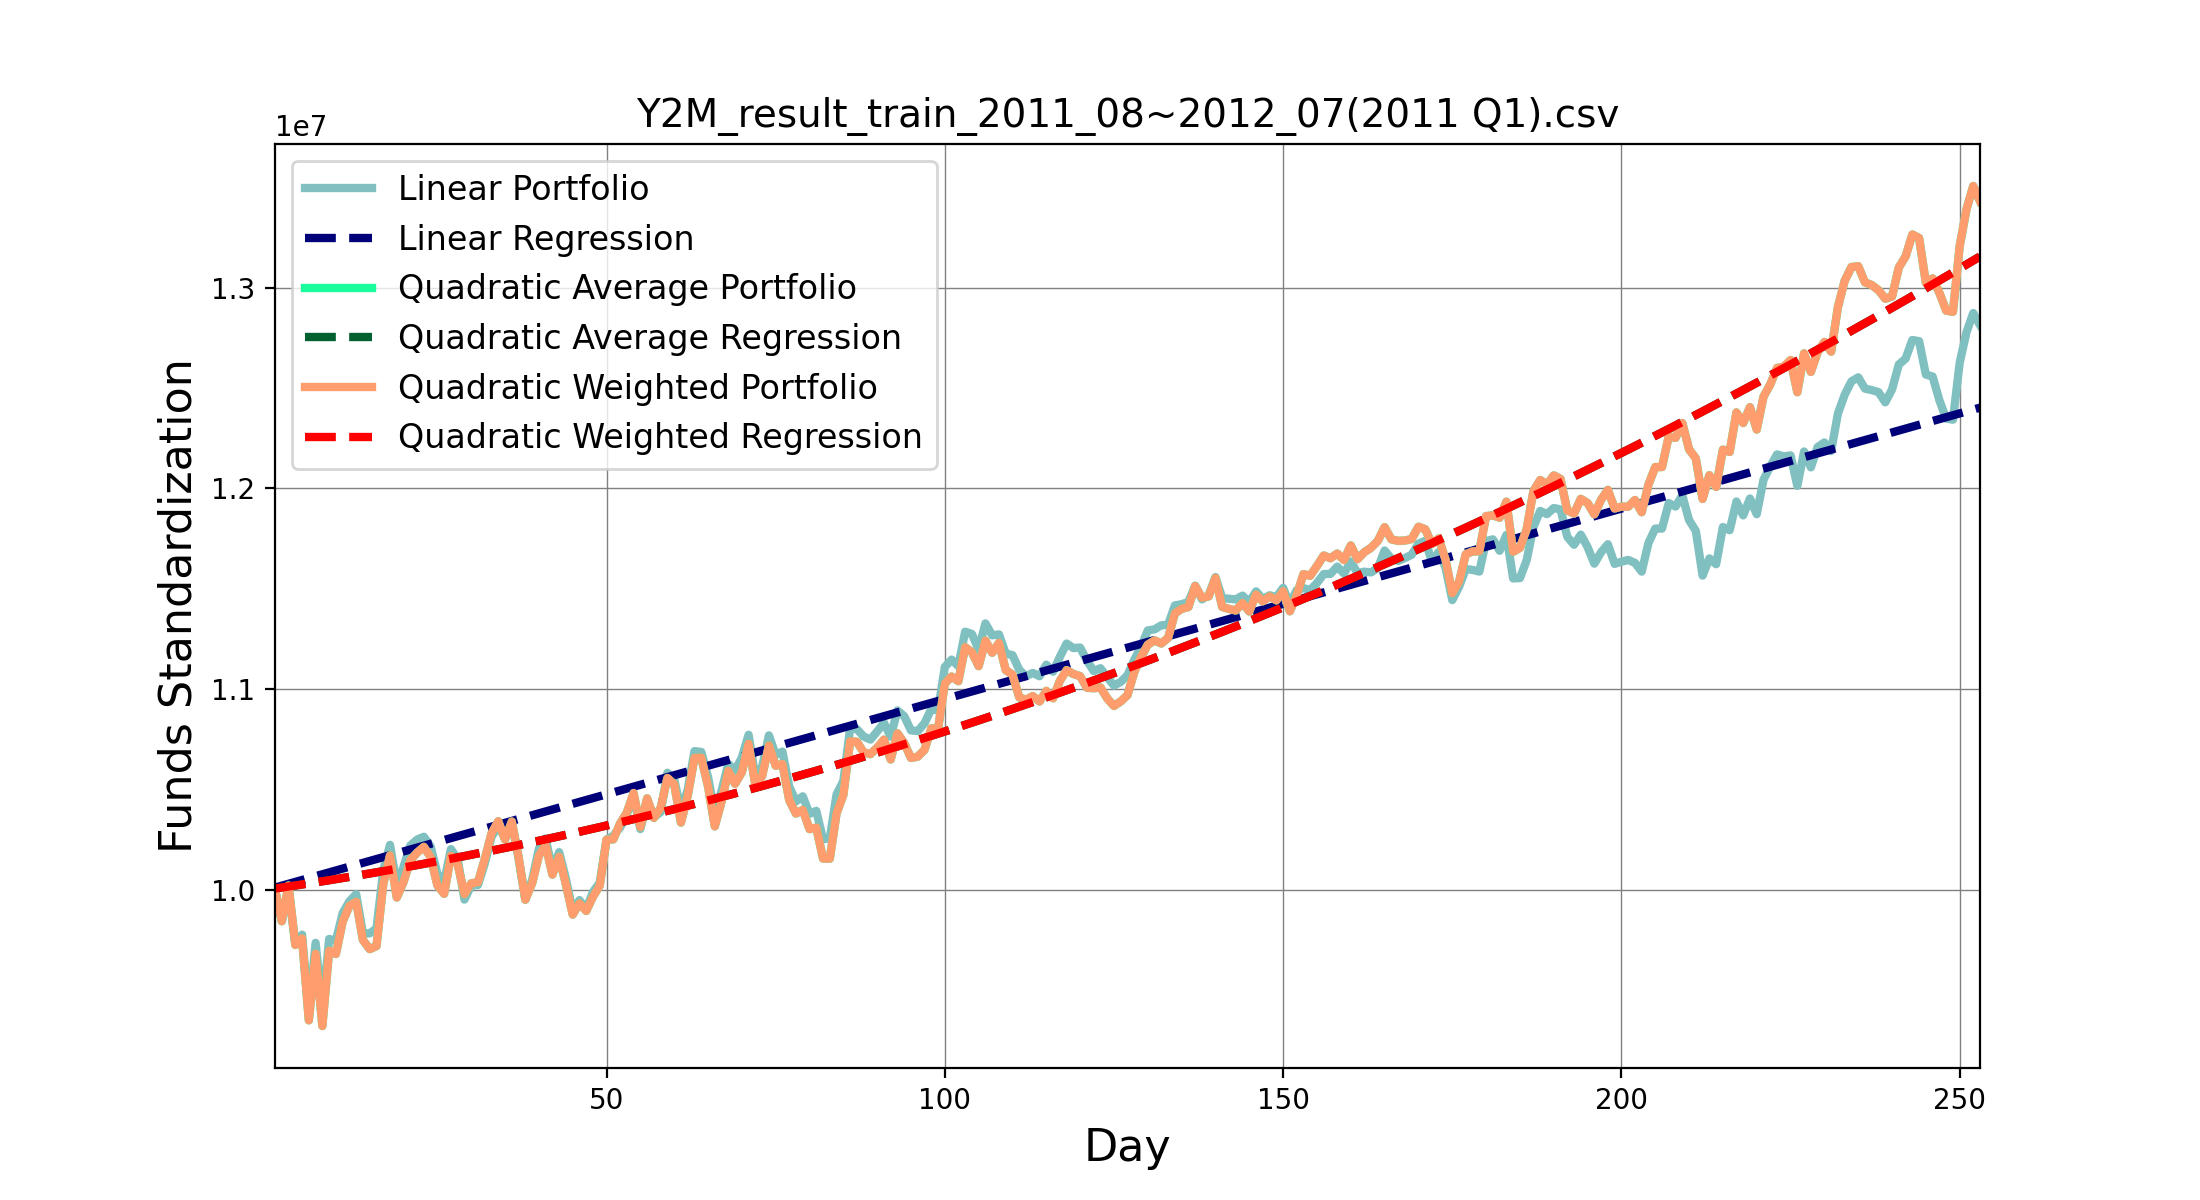 Y2M_result_train_2011_08~2012_07(2011 Q1).csv
1e7
Linear Portfolio
Linear Regression
Quadratic Average Portfolio
Quadratic Average Regression
Quadratic Weighted Portfolio
Quadratic Weighted Regression
Funds Standardization
1.3
1.2
1.1
1.0
50
100
150
200
250
Day